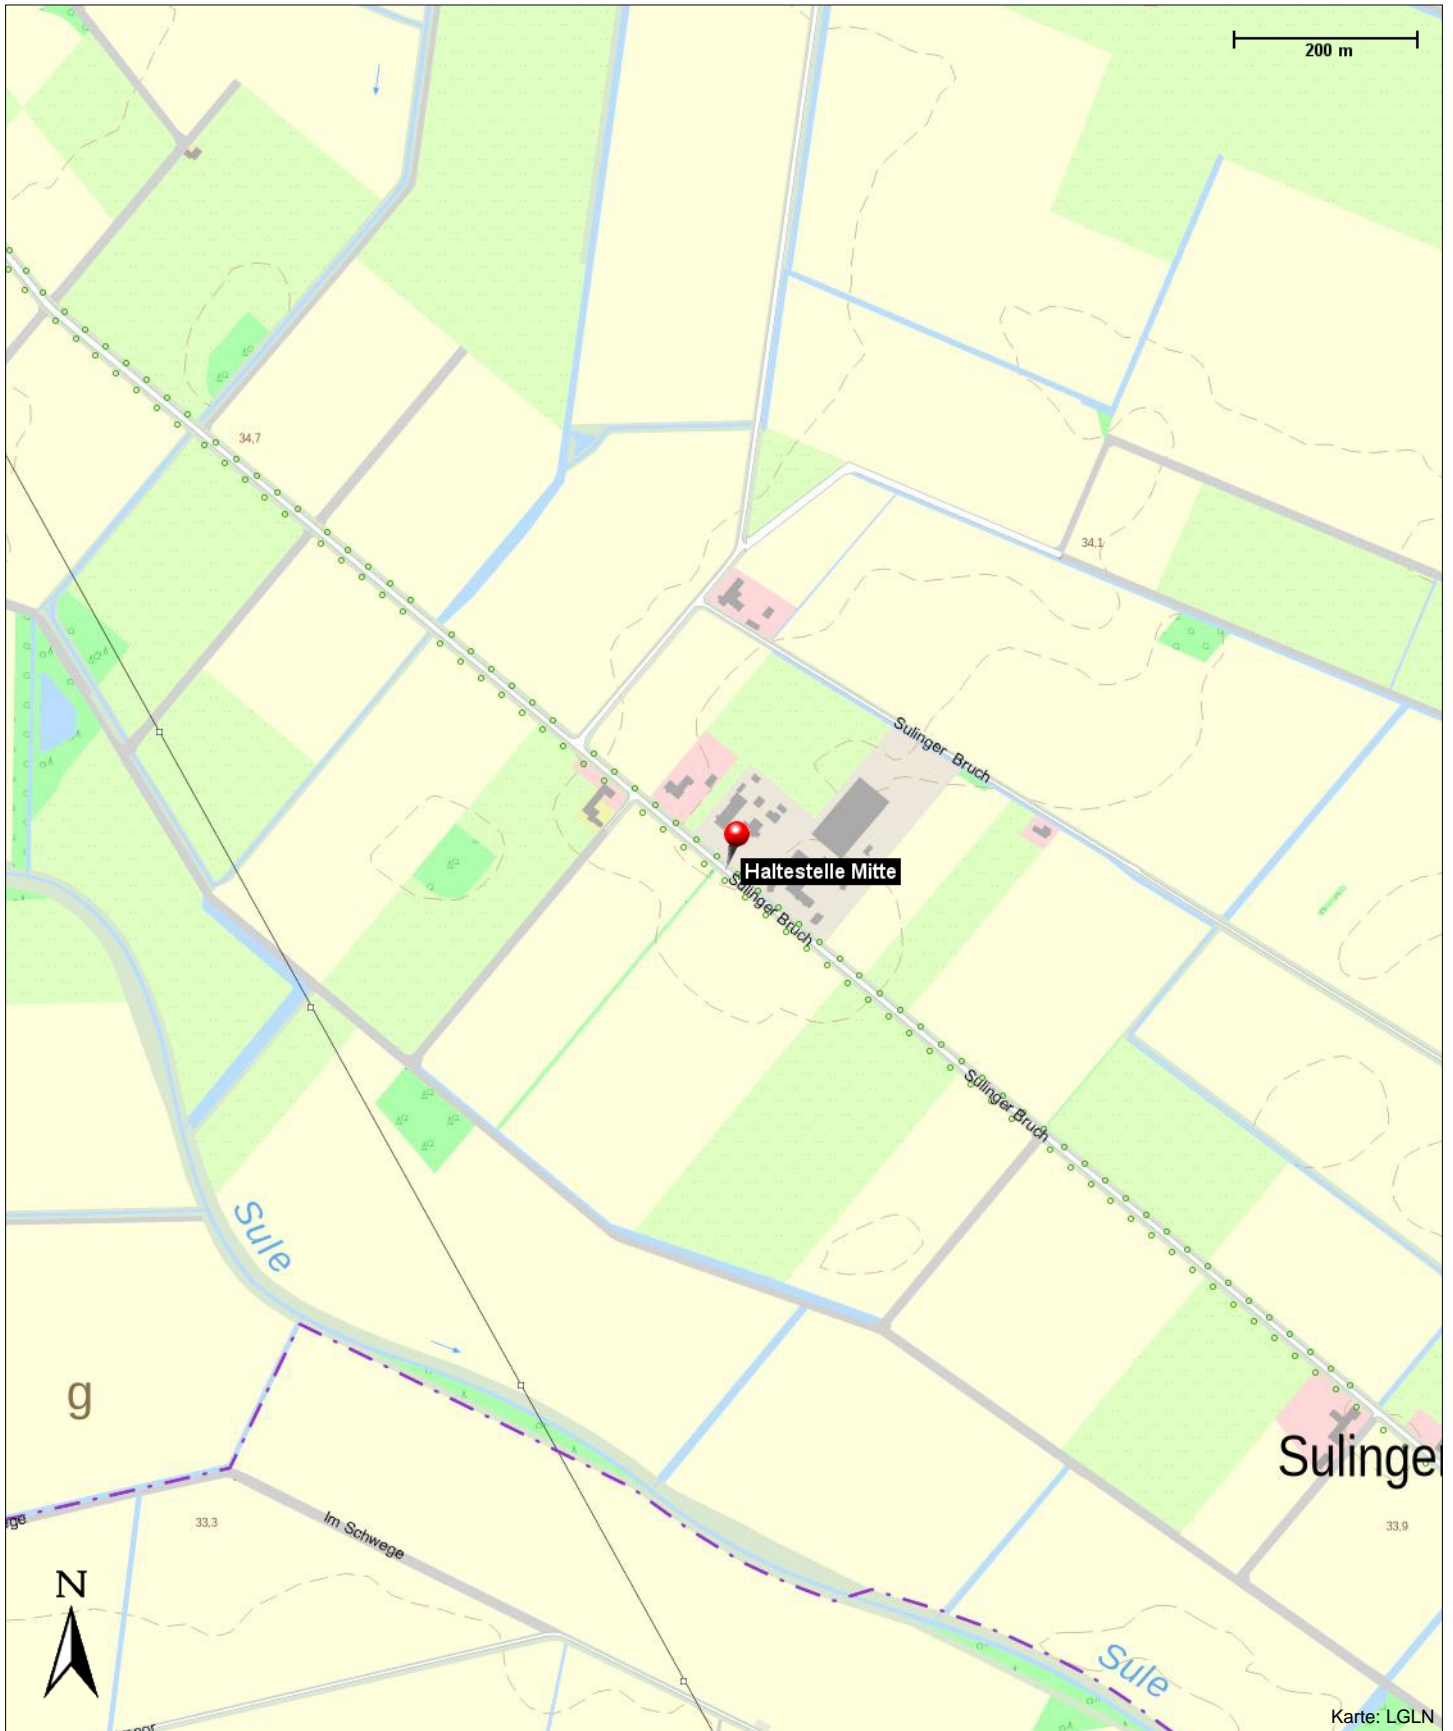 200 m
34,7
34,1
Sulinger Bruch
Haltestelle Mitte
Sulinger Bruch
Sulinger Bruch
Sule
g
Sulinge
33,3
Im Schwege
33,9
N
Sule
Karte: LGLN